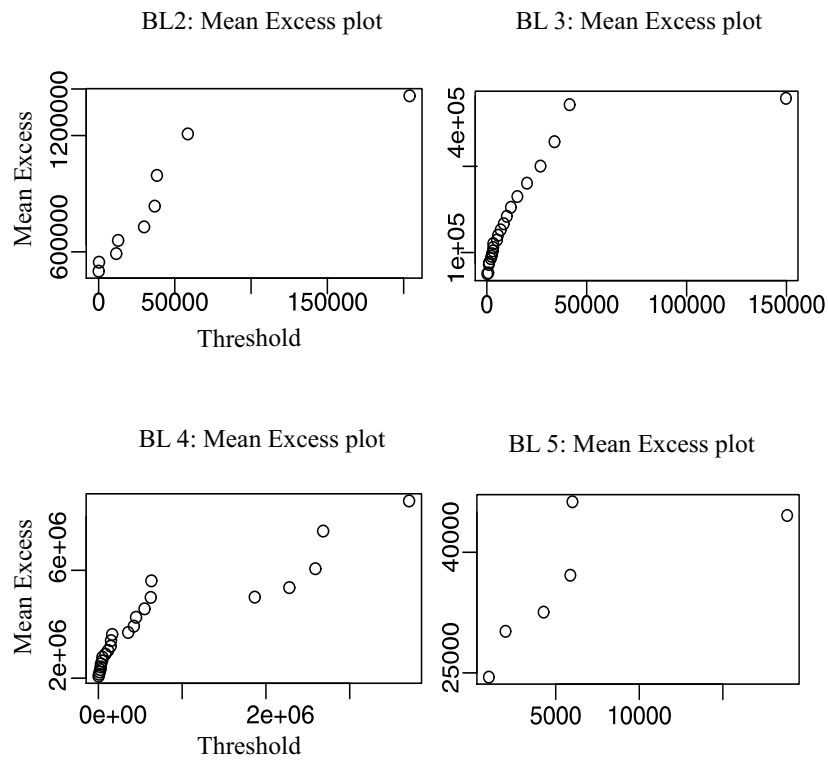 BL2: Mean Excess plot
BL 3: Mean Excess plot
Mean Excess
600000
1200000
0
50000
150000
Threshold
1e+05
4e+05
0
50000
100000
150000
BL 4: Mean Excess plot
BL 5: Mean Excess plot
Mean Excess
2e+06
6e+06
0e+00
2e+06
Threshold
25000
40000
5000
10000